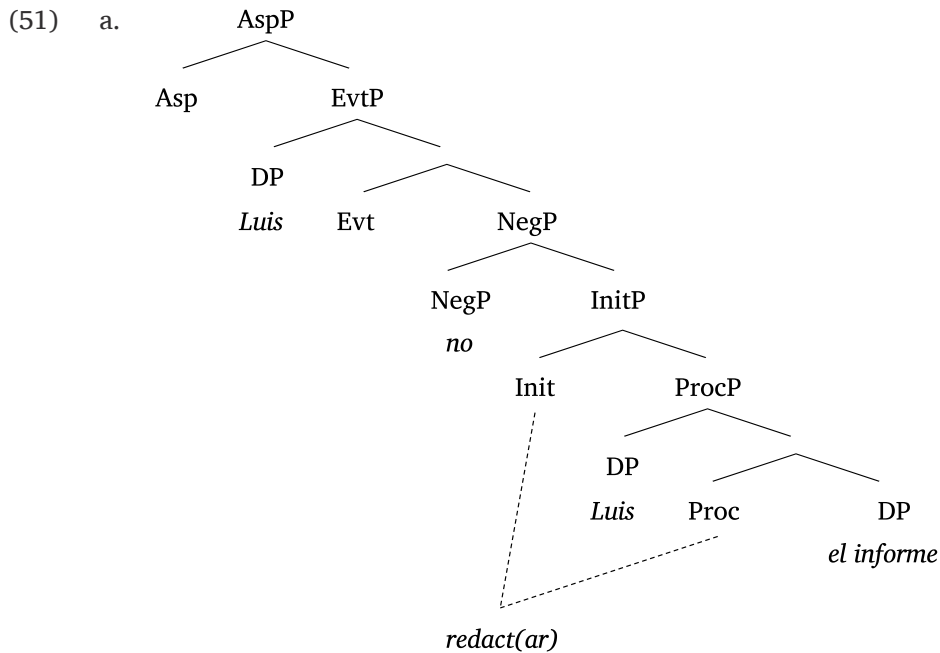 (51) a. AspP
Asp EvtP
DP
Luis Evt NegP
NegP InitP
no
Init ProcP
DP
Luis Proc DP
el informe
redact(ar)